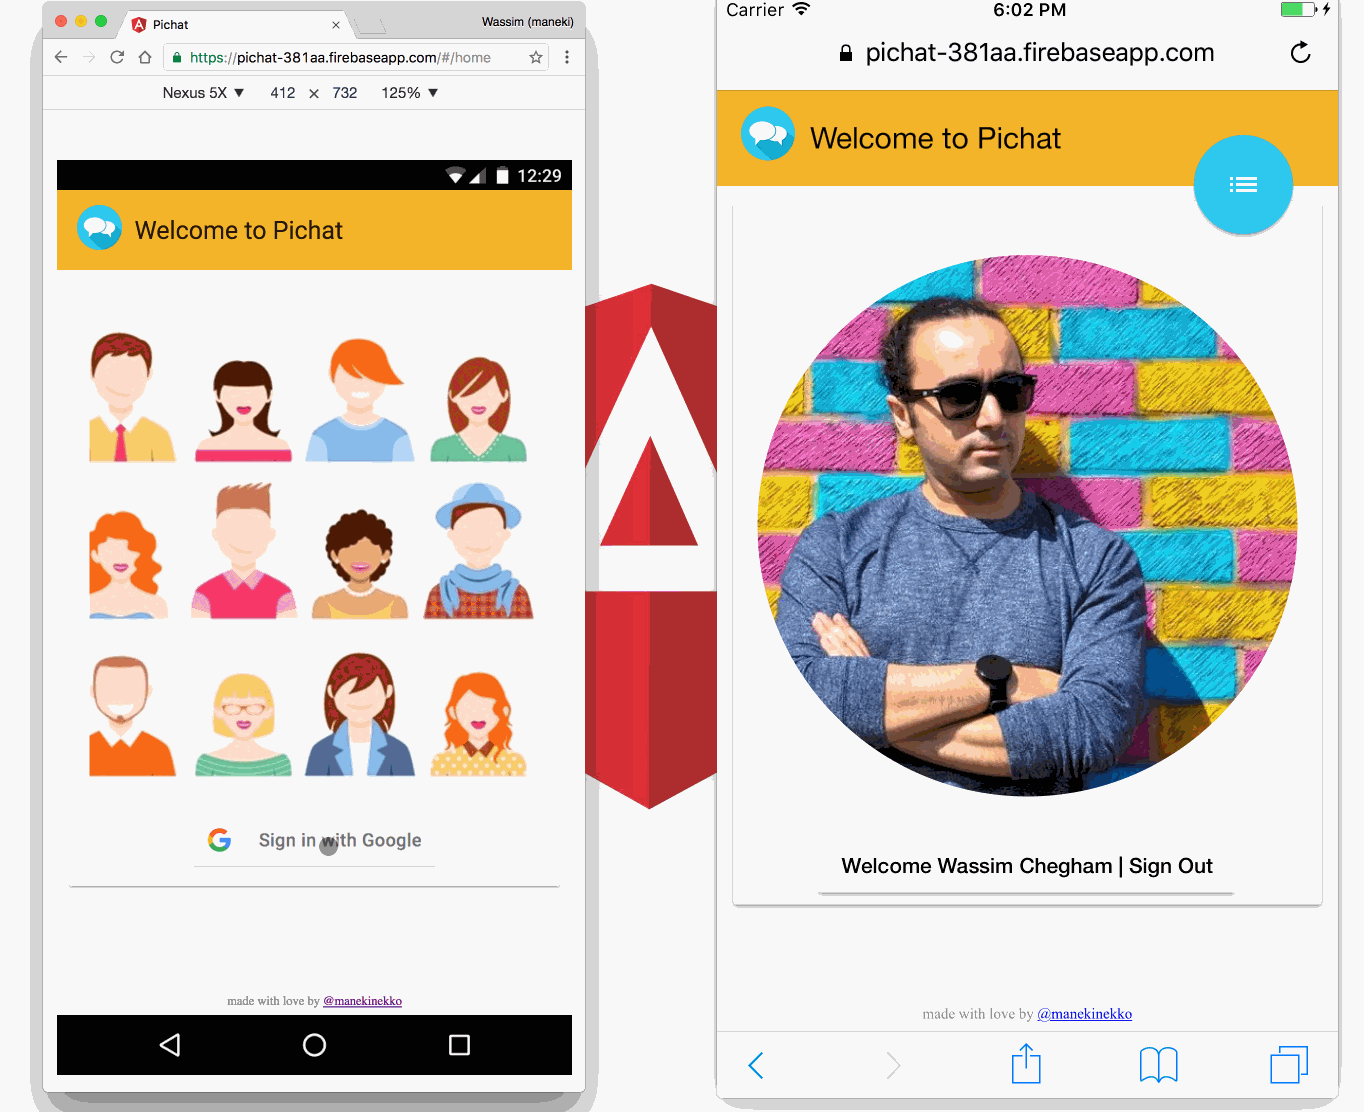 Pichat
Wassim (maneki)
https://pichat-381aa.firebaseapp.com/#/home
Nexus 5X ▼ 412 × 732 125% ▼
12:29
Welcome to Pichat
Sign in with Google
made with love by @manekinekko
Carrier 6:02 PM
pichat-381aa.firebaseapp.com
Welcome to Pichat
Welcome Wassim Chegham | Sign Out
made with love by @manekinekko